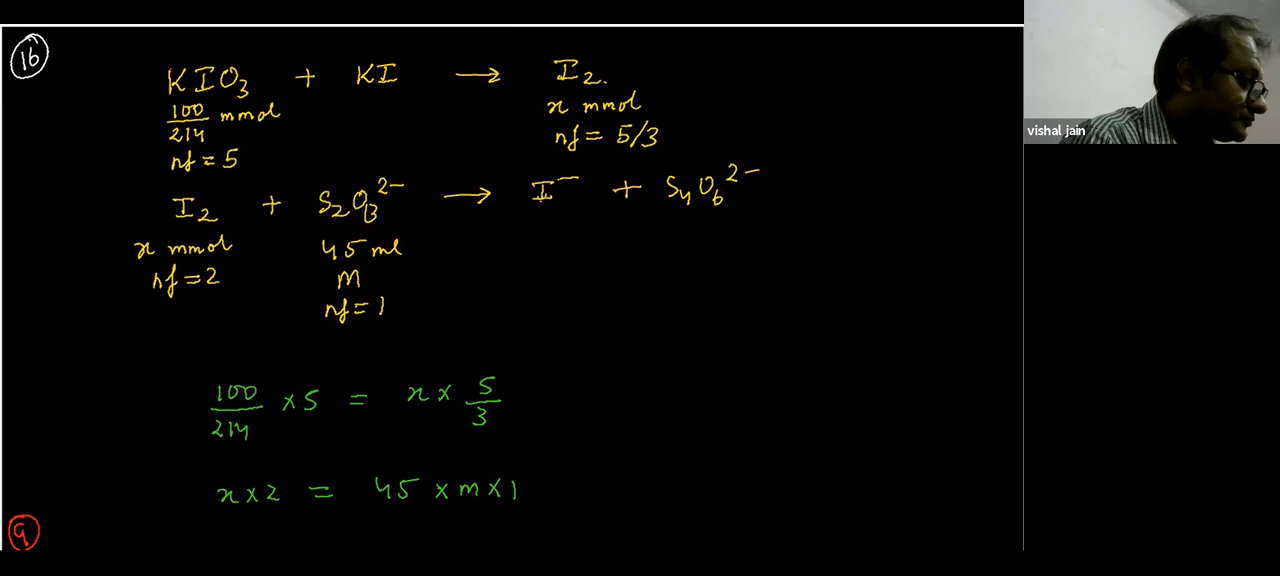 16
KIO3 + KI → I2.
100/214 mmol x mmol
nf = 5 nf = 5/3
I2 + S2O3^2- → I^- + S4O6^2-
x mmol 45 ml
nf = 2 M
nf = 1
100/214 × 5 = x × 5/3
x × 2 = 45 × M × 1
9
vishal jain